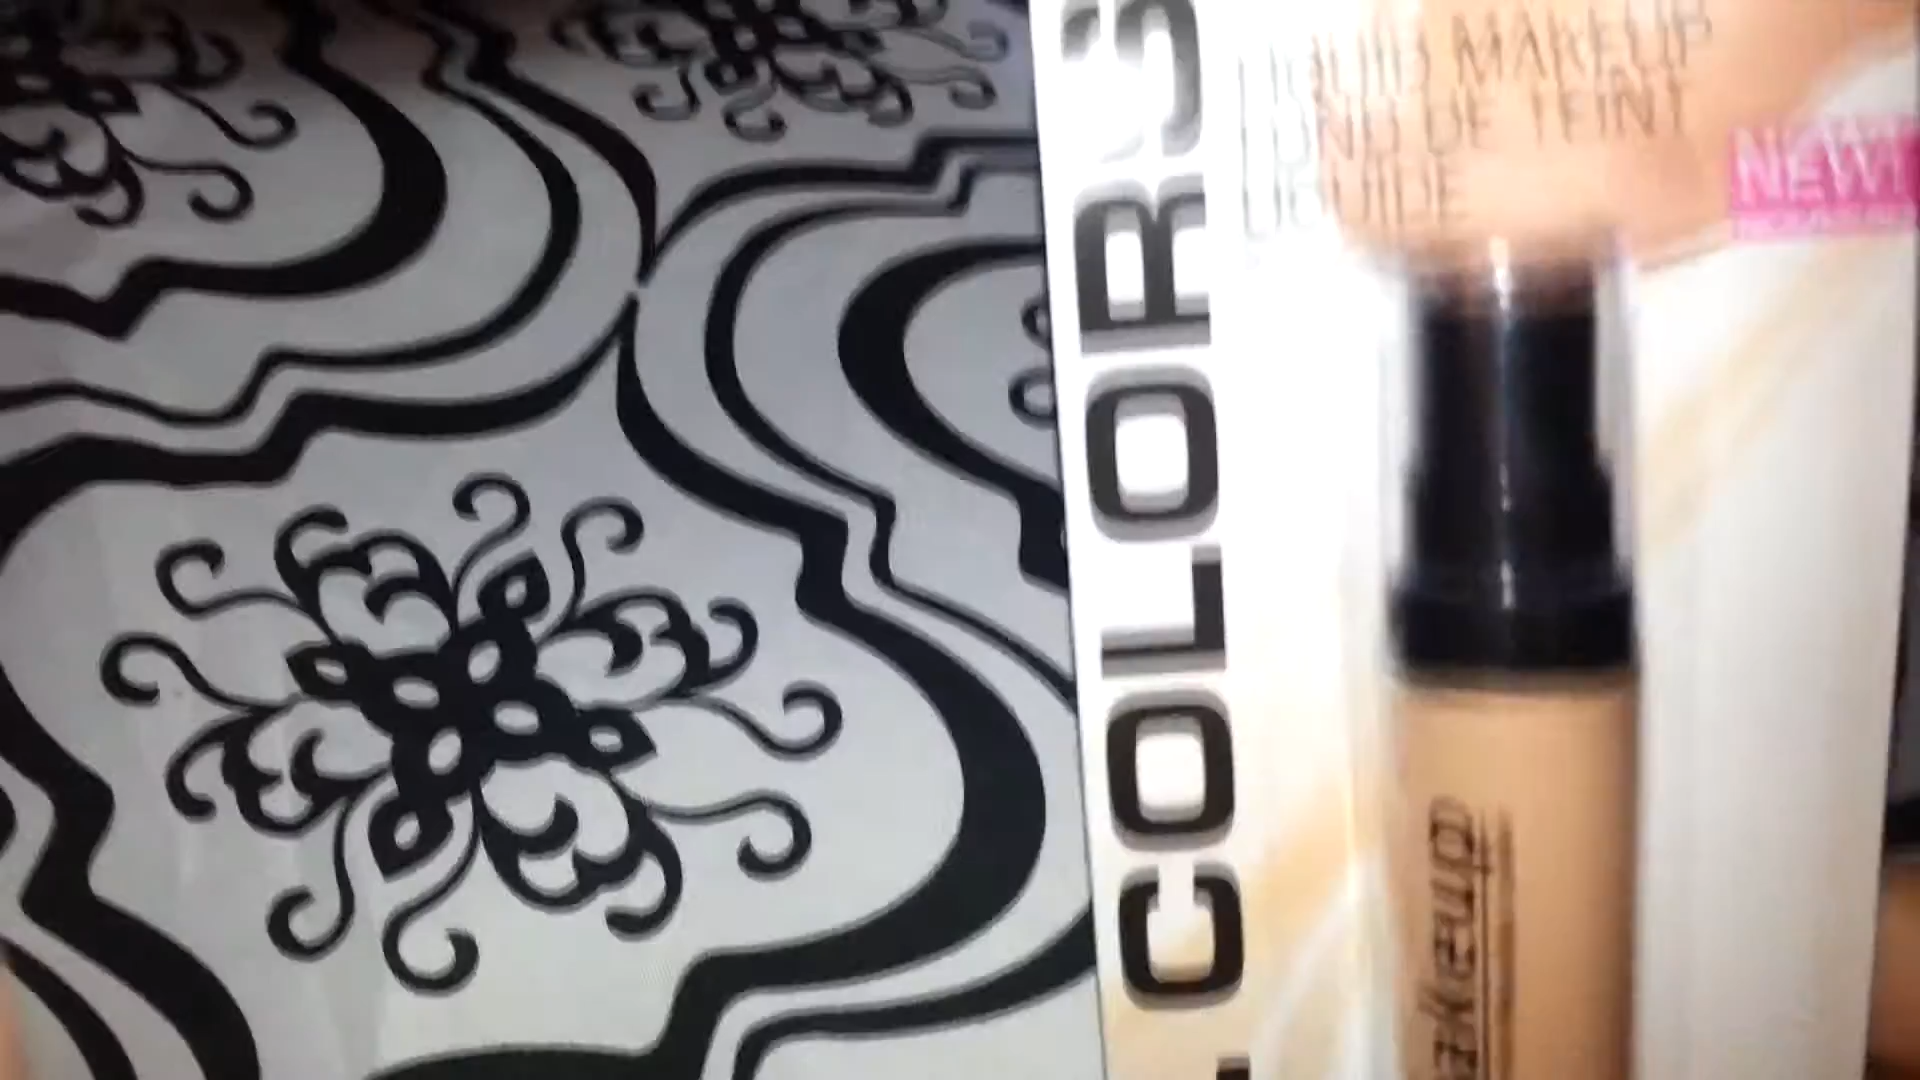 COLORS
LIQUID MAKEUP
FOND DE TEINT
LIQUIDE
NEW!
makeup